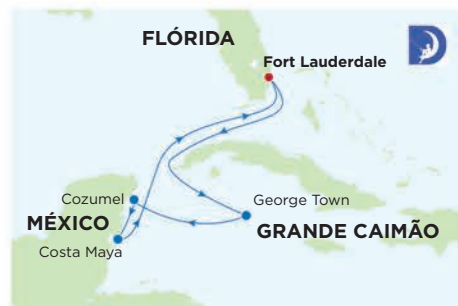 FLÓRIDA
Fort Lauderdale
Cozumel
George Town
MÉXICO
GRANDE CAIMÃO
Costa Maya